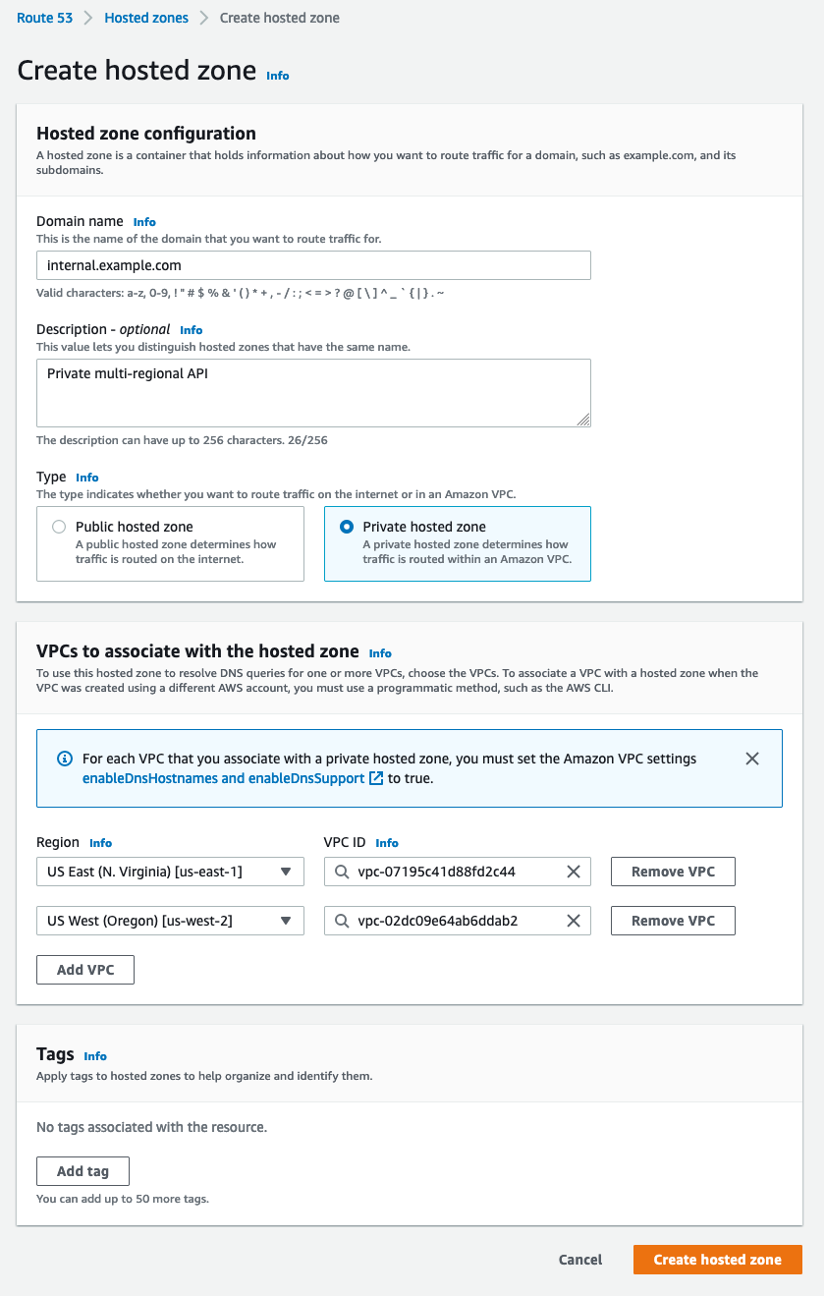 Route 53 > Hosted zones > Create hosted zone
Create hosted zone Info
Hosted zone configuration
A hosted zone is a container that holds information about how you want to route traffic for a domain, such as example.com, and its
subdomains.
Domain name Info
This is the name of the domain that you want to route traffic for.
internal.example.com
Valid characters: a-z, 0-9, ! " # $ % & ' ( ) * + , - / : ; < = > ? @ [ \ ] ^ _ ` { | } . ~
Description - optional Info
This value lets you distinguish hosted zones that have the same name.
Private multi-regional API
The description can have up to 256 characters. 26/256
Type Info
The type indicates whether you want to route traffic on the internet or in an Amazon VPC.
Public hosted zone
A public hosted zone determines how
traffic is routed on the internet.
Private hosted zone
A private hosted zone determines how
traffic is routed within an Amazon VPC.
VPCs to associate with the hosted zone Info
To use this hosted zone to resolve DNS queries for one or more VPCs, choose the VPCs. To associate a VPC with a hosted zone when the
VPC was created using a different AWS account, you must use a programmatic method, such as the AWS CLI.
For each VPC that you associate with a private hosted zone, you must set the Amazon VPC settings
enableDnsHostnames and enableDnsSupport to true.
Region Info VPC ID Info
US East (N. Virginia) [us-east-1] vpc-07195c41d88fd2c44 Remove VPC
US West (Oregon) [us-west-2] vpc-02dc09e64ab6ddab2 Remove VPC
Add VPC
Tags Info
Apply tags to hosted zones to help organize and identify them.
No tags associated with the resource.
Add tag
You can add up to 50 more tags.
Cancel Create hosted zone